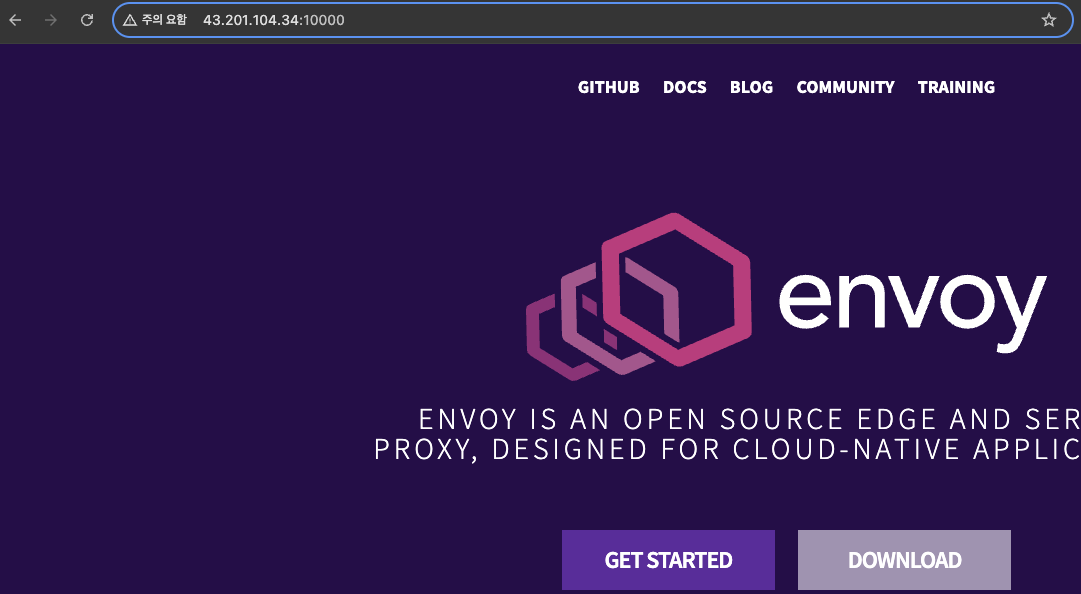 주의 요함 43.201.104.34:10000
GITHUB DOCS BLOG COMMUNITY TRAINING
envoy
ENVOY IS AN OPEN SOURCE EDGE AND SER
PROXY, DESIGNED FOR CLOUD-NATIVE APPLIC
GET STARTED DOWNLOAD